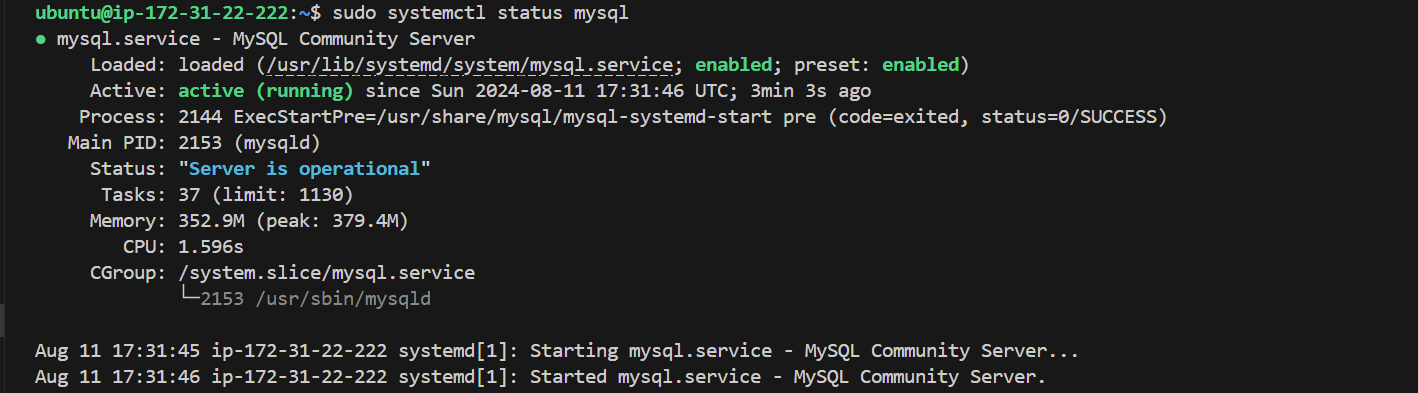 ubuntu@ip-172-31-22-222:~$ sudo systemctl status mysql
● mysql.service - MySQL Community Server
     Loaded: loaded (/usr/lib/systemd/system/mysql.service; enabled; preset: enabled)
     Active: active (running) since Sun 2024-08-11 17:31:46 UTC; 3min 3s ago
    Process: 2144 ExecStartPre=/usr/share/mysql/mysql-systemd-start pre (code=exited, status=0/SUCCESS)
   Main PID: 2153 (mysqld)
     Status: "Server is operational"
      Tasks: 37 (limit: 1130)
     Memory: 352.9M (peak: 379.4M)
        CPU: 1.596s
     CGroup: /system.slice/mysql.service
             └─2153 /usr/sbin/mysqld
Aug 11 17:31:45 ip-172-31-22-222 systemd[1]: Starting mysql.service - MySQL Community Server...
Aug 11 17:31:46 ip-172-31-22-222 systemd[1]: Started mysql.service - MySQL Community Server.